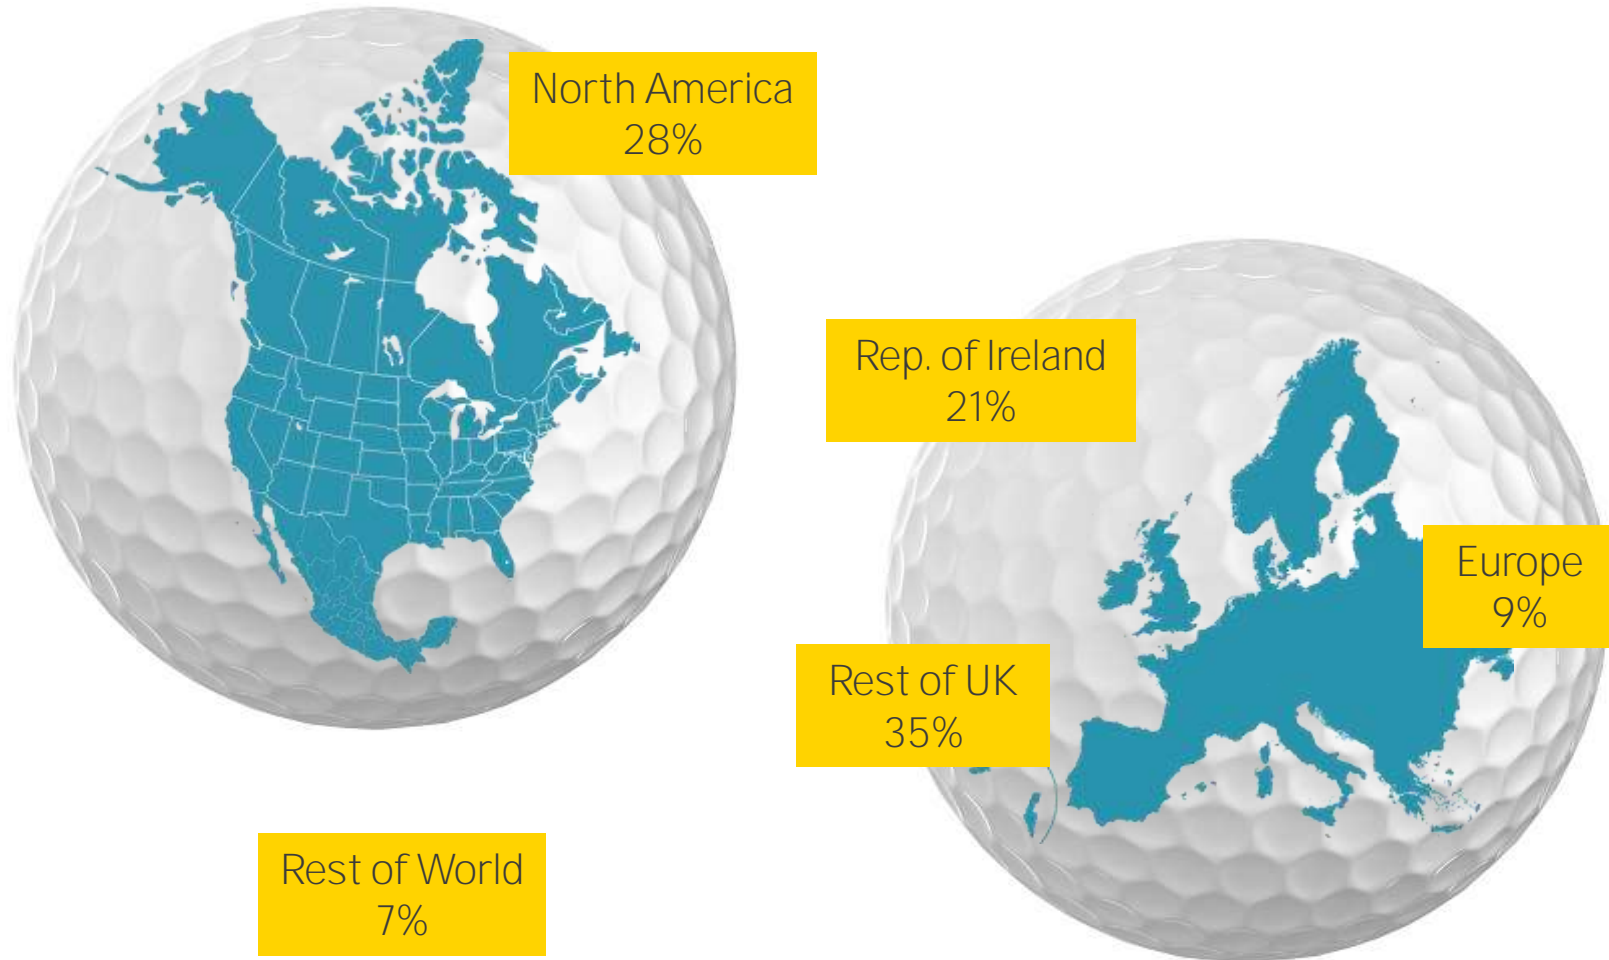 North America
28%
Rep. of Ireland
21%
Europe
9%
Rest of UK
35%
Rest of World
7%